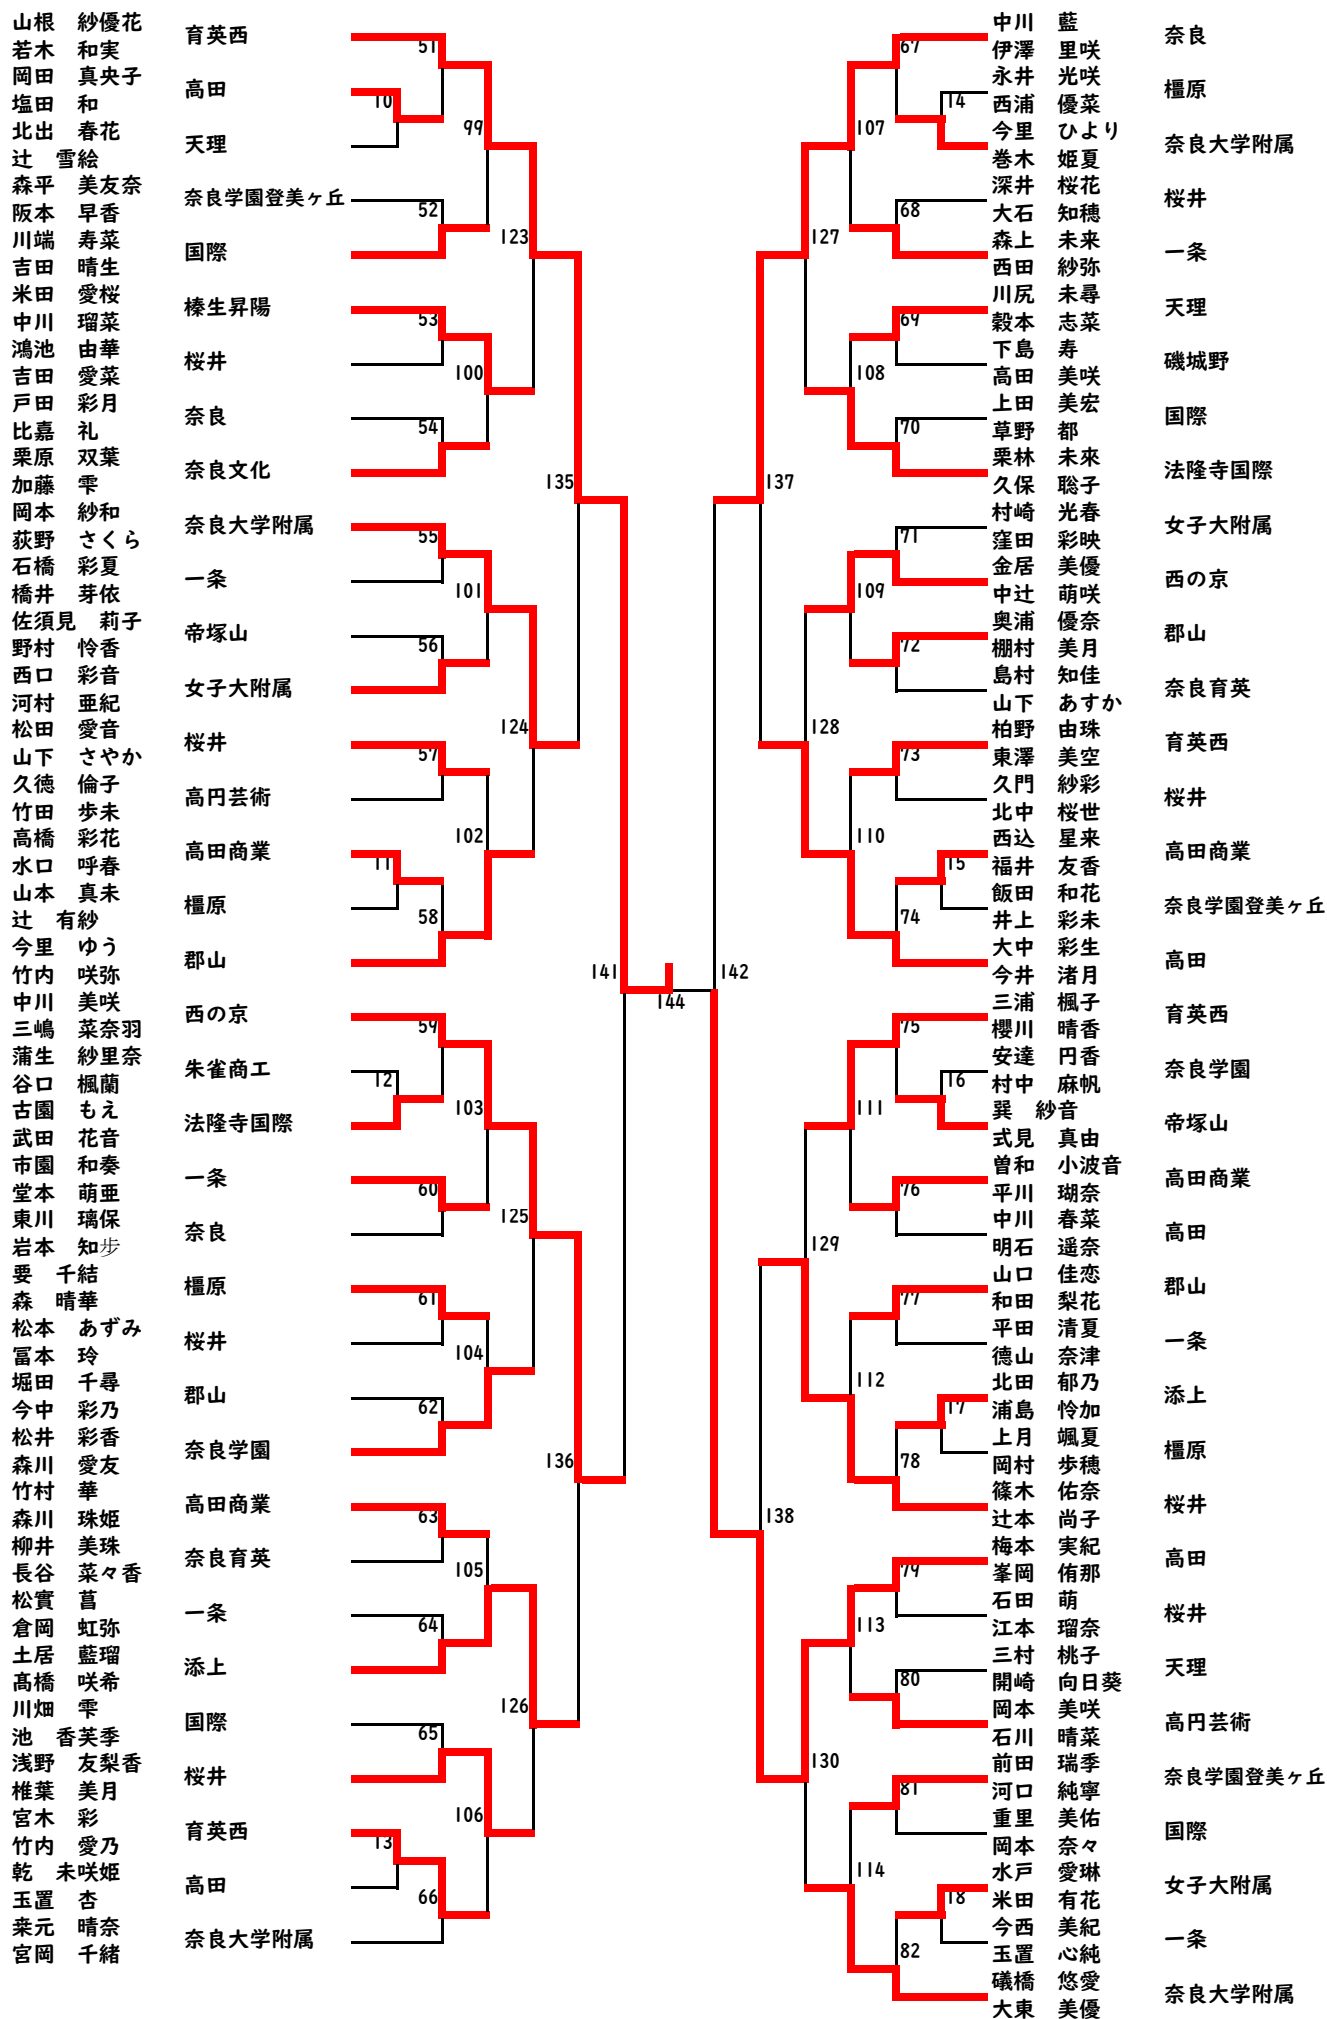 山根　紗優花
若木　和実
育英西
岡田　真央子
塩田　和
高田
北出　春花
辻　雪絵
天理
森平　美友奈
阪本　早香
奈良学園登美ヶ丘
川端　寿菜
吉田　晴生
国際
米田　愛桜
中川　瑠菜
榛生昇陽
鴻池　由華
吉田　愛菜
桜井
戸田　彩月
比嘉　礼
奈良
栗原　双葉
加藤　雫
奈良文化
岡本　紗和
荻野　さくら
奈良大学附属
石橋　彩夏
橋井　芽依
一条
佐須見　莉子
野村　怜香
帝塚山
西口　彩音
河村　亜紀
女子大附属
松田　愛音
山下　さやか
桜井
久徳　倫子
竹田　歩未
高円芸術
高橋　彩花
水口　呼春
高田商業
山本　真未
辻　有紗
橿原
今里　ゆう
竹内　咲弥
郡山
中川　美咲
三嶋　菜奈羽
西の京
蒲生　紗里奈
谷口　楓蘭
朱雀商工
古園　もえ
武田　花音
法隆寺国際
市園　和奏
堂本　萌亜
一条
東川　璃保
岩本　知歩
奈良
要　千結
森　晴華
橿原
松本　あずみ
冨本　玲
桜井
堀田　千尋
今中　彩乃
郡山
松井　彩香
森川　愛友
奈良学園
竹村　華
森川　珠姫
高田商業
柳井　美珠
長谷　菜々香
奈良育英
松實　菖
倉岡　虹弥
一条
土居　藍瑠
髙橋　咲希
添上
川畑　雫
池　香芙季
国際
浅野　友梨香
椎葉　美月
桜井
宮木　彩
竹内　愛乃
育英西
乾　未咲姫
玉置　杏
高田
桒元　晴奈
宮岡　千緒
奈良大学附属
51
10
99
52
123
53
100
54
135
55
101
56
124
57
102
11
58
141
59
12
103
60
125
61
104
62
136
63
105
64
126
65
106
13
66
144
142
67
14
107
68
127
69
108
70
137
71
109
72
128
73
110
15
74
75
16
111
76
129
77
112
17
78
138
79
113
80
130
81
114
18
82
中川　藍
伊澤　里咲
奈良
永井　光咲
西浦　優菜
橿原
今里　ひより
巻木　姫夏
奈良大学附属
深井　桜花
大石　知穂
桜井
森上　未来
西田　紗弥
一条
川尻　未尋
穀本　志菜
天理
下島　寿
高田　美咲
磯城野
上田　美宏
草野　都
国際
栗林　未來
久保　聡子
法隆寺国際
村崎　光春
窪田　彩映
女子大附属
金居　美優
中辻　萌咲
西の京
奥浦　優奈
棚村　美月
郡山
島村　知佳
山下　あすか
奈良育英
柏野　由珠
東澤　美空
育英西
久門　紗彩
北中　桜世
桜井
西込　星来
福井　友香
高田商業
飯田　和花
井上　彩未
奈良学園登美ヶ丘
大中　彩生
今井　渚月
高田
三浦　楓子
櫻川　晴香
育英西
安達　円香
村中　麻帆
奈良学園
巽　紗音
式見　真由
帝塚山
曽和　小波音
平川　瑚奈
高田商業
中川　春菜
明石　遥奈
高田
山口　佳恋
和田　梨花
郡山
平田　清夏
德山　奈津
一条
北田　郁乃
浦島　怜加
添上
上月　颯夏
岡村　歩穂
橿原
篠木　佑奈
辻本　尚子
桜井
梅本　実紀
峯岡　侑那
高田
石田　萌
江本　瑠奈
桜井
三村　桃子
開崎　向日葵
天理
岡本　美咲
石川　晴菜
高円芸術
前田　瑞季
河口　純寧
奈良学園登美ヶ丘
重里　美佑
岡本　奈々
国際
水戸　愛琳
米田　有花
女子大附属
今西　美紀
玉置　心純
一条
礒橋　悠愛
大東　美優
奈良大学附属